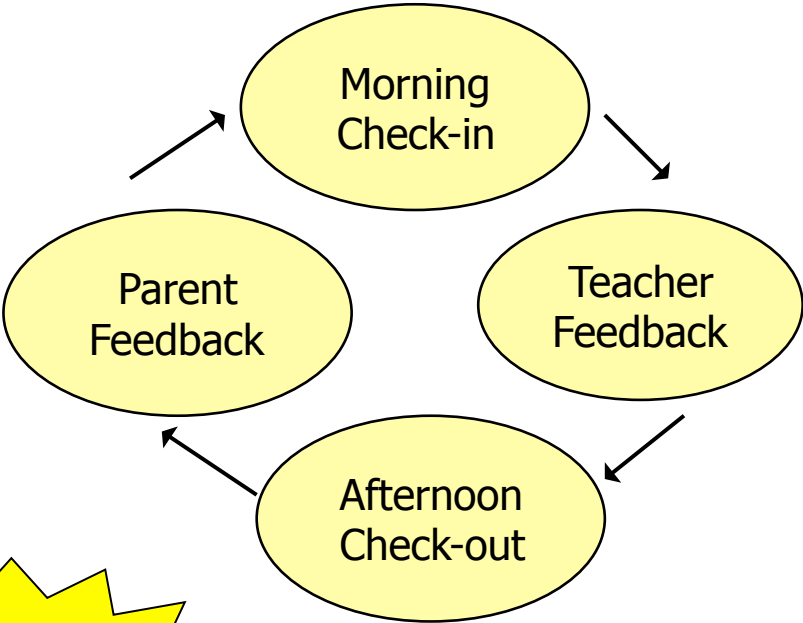 Morning
Check-in
Teacher
Feedback
Afternoon
Check-out
Parent
Feedback